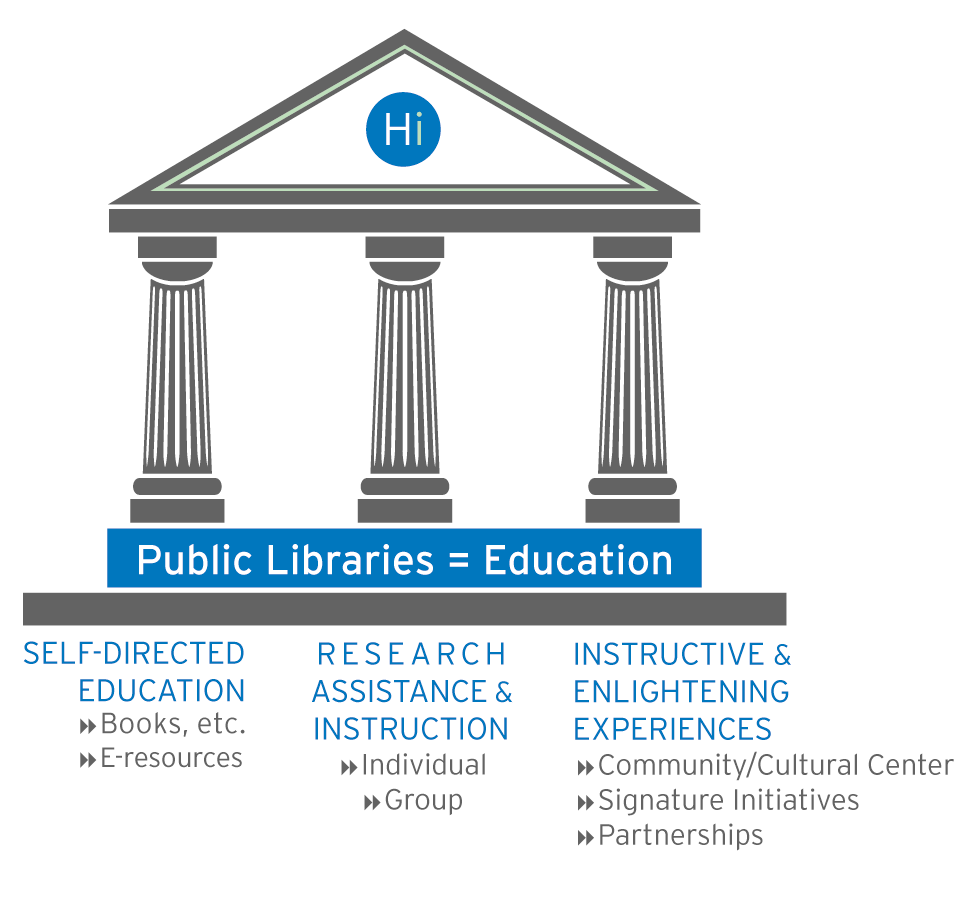 Hi
Public Libraries = Education
SELF-DIRECTED
EDUCATION
Books, etc.
E-resources
RESEARCH
ASSISTANCE &
INSTRUCTION
Individual
Group
INSTRUCTIVE &
ENLIGHTENING
EXPERIENCES
Community/Cultural Center
Signature Initiatives
Partnerships